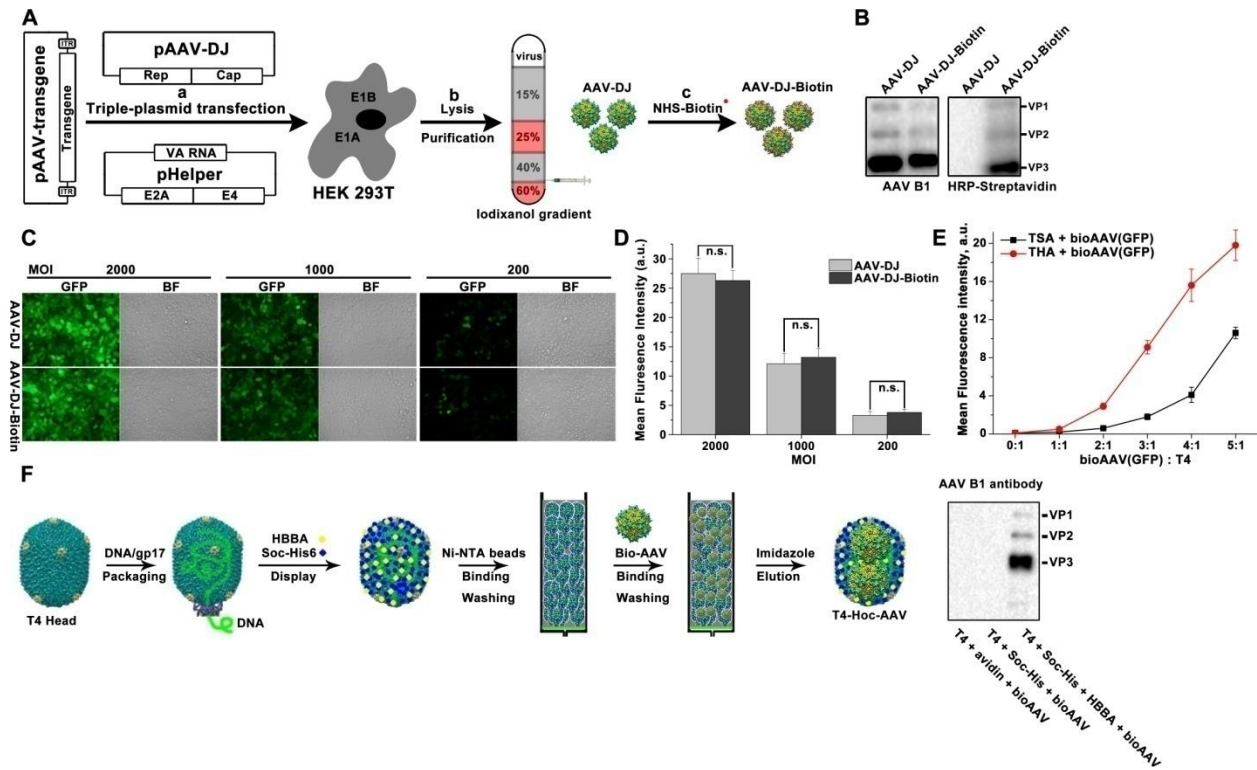 A
pAAV-transgene
ITR
Transgene
ITR
pAAV-DJ
Rep Cap
a
Triple-plasmid transfection
VA RNA
pHelper
E2A E4
E1B
E1A
HEK 293T
b
Lysis
Purification
virus
15%
25%
40%
60%
Iodixanol gradient
AAV-DJ
c
NHS-Biotin
AAV-DJ-Biotin
B
AAV-DJ
AAV-DJ-Biotin
AAV-DJ
AAV-DJ-Biotin
VP1
VP2
VP3
AAV B1
HRP-Streptavidin
C
MOI 2000 1000 200
GFP BF GFP BF GFP BF
AAV-DJ
AAV-DJ-Biotin
D
Mean Fluresence Intensity (a.u.)
30
25
20
15
10
5
0
n.s.
n.s.
n.s.
AAV-DJ
AAV-DJ-Biotin
2000 1000 200
MOI
E
Mean Fluorescence intensity, a.u.
20
16
12
8
4
0
TSA + bioAAV(GFP)
THA + bioAAV(GFP)
0:1 1:1 2:1 3:1 4:1 5:1
bioAAV(GFP) : T4
F
T4 Head
DNA/gp17
Packaging
DNA
HBBA
Soc-His6
Display
Ni-NTA beads
Binding
Washing
Bio-AAV
Binding
Washing
Imidazole
Elution
T4-Hoc-AAV
AAV B1 antibody
VP1
VP2
VP3
T4 + avidin + bioAAV
T4 + Soc-His + bioAAV
T4 + Soc-His + HBBA + bioAAV